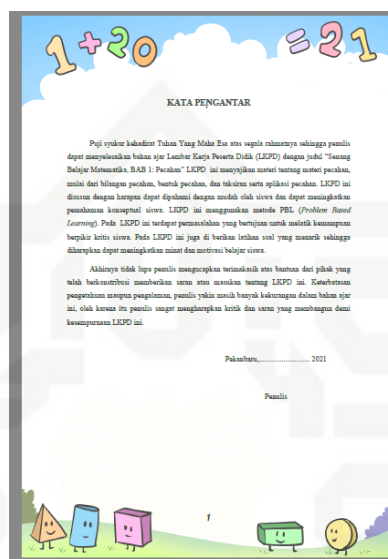 1+20 = 21
KATA PENGANTAR
Puji syukur kehadirat Tuhan Yang Maha Esa atas segala rahmatnya sehingga penulis
dapat menyelesaikan bahan ajar Lembar Kerja Peserta Didik (LKPD) dengan judul “Senang
Belajar Matematika, BAB 1: Pecahan” LKPD ini menyajikan materi tentang materi pecahan,
mulai dari bilangan pecahan, bentuk pecahan, dan taksiran serta aplikasi pecahan. LKPD ini
disusun dengan harapan dapat dipahami dengan mudah oleh siswa dan dapat meningkatkan
pemahaman konseptual siswa. LKPD ini menggunakan metode PBL (Problem Based
Learning). Pada LKPD ini terdapat permasalahan yang bertujuan untuk melatik kemampuan
berpikir kritis siswa. Pada LKPD ini juga di berikan latihan soal yang menarik sehingga
diharapkan dapat meningkatkan minat dan motivasi belajar siswa.
Akhirnya tidak lupa penulis mengucapkan terimakasih atas bantuan dari pihak yang
telah berkonstribusi memberikan saran atau masukan tentang LKPD ini. Keterbatasan
pengetahuan maupun pengalaman, penulis yakin masih banyak kekurangan dalam bahan ajar
ini, oleh karena itu penulis sangat mengharapkan kritik dan saran yang membangun demi
kesempurnaan LKPD ini.
Pekanbaru,......................... 2021
Penulis
1